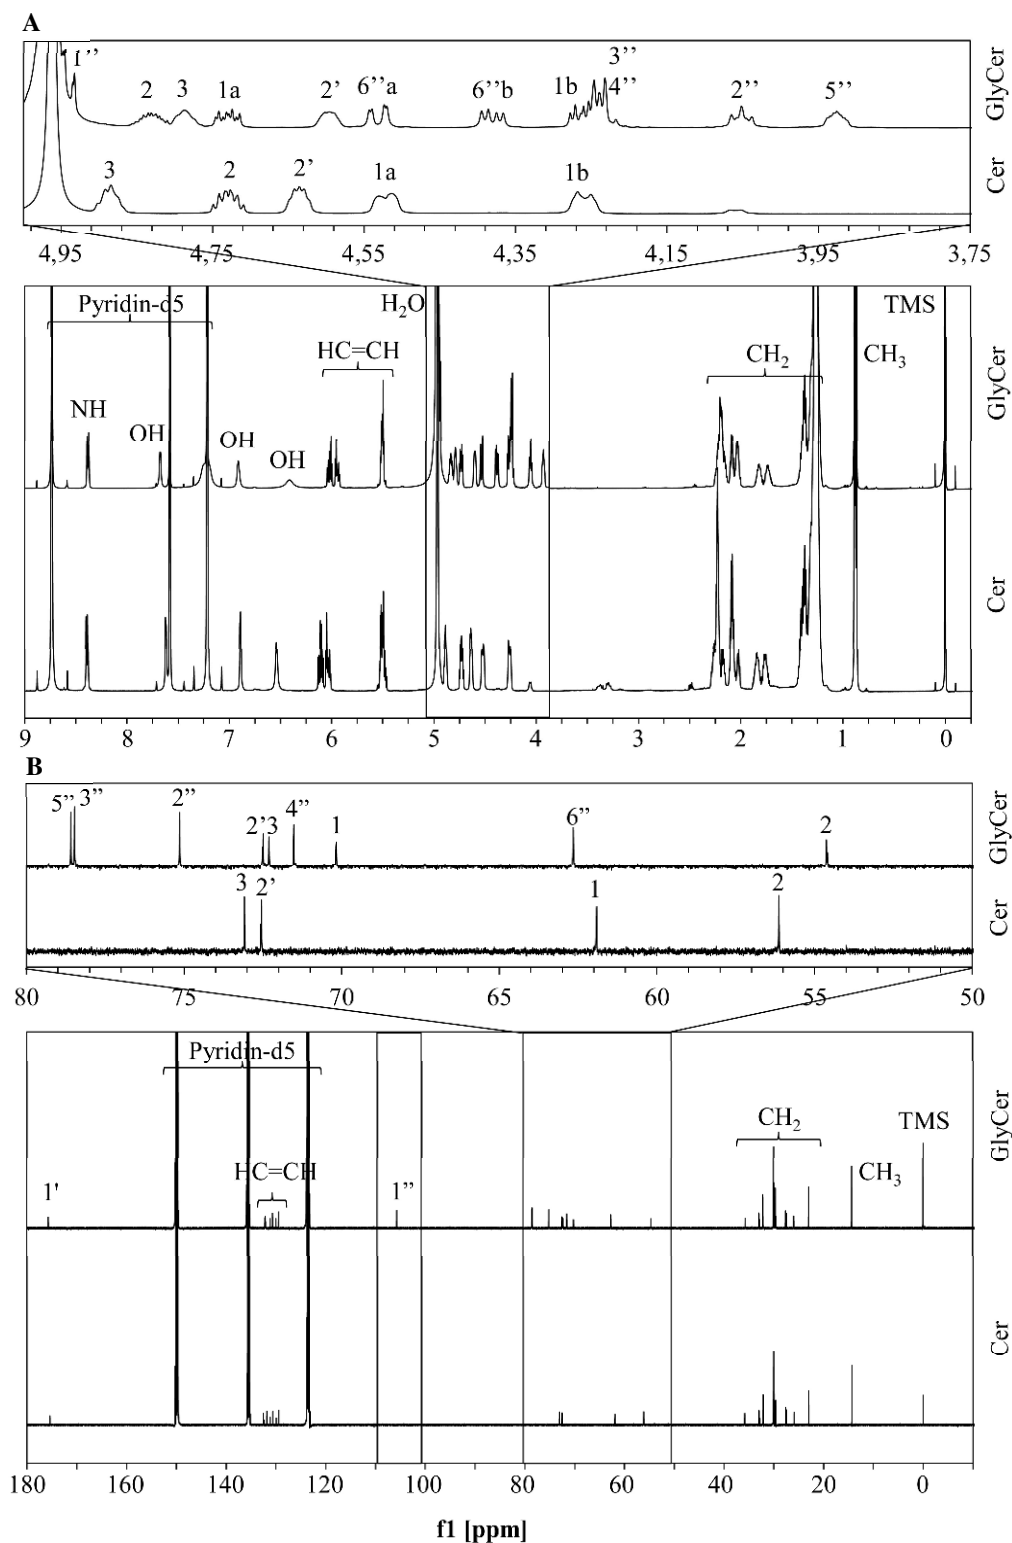 A
1’’ 2 3 1a 2’ 6’’a 6’’b 1b 3’’ 4’’ 2’’ 5’’ GlyCer
3 2 2’ 1a 1b Cer
4,95 4,75 4,55 4,35 4,15 3,95 3,75
Pyridin-d5 H₂O TMS
HC=CH CH₂ CH₃ GlyCer
NH OH OH OH
Cer
9 8 7 6 5 4 3 2 1 0
B
5” 3” 2” 2’ 3 4” 1 6” 2 GlyCer
3 2’ 1 2 Cer
80 75 70 65 60 55 50
Pyridin-d5
CH₂ TMS GlyCer
1' HC=CH 1” CH₃
Cer
180 160 140 120 100 80 60 40 20 0
f1 [ppm]